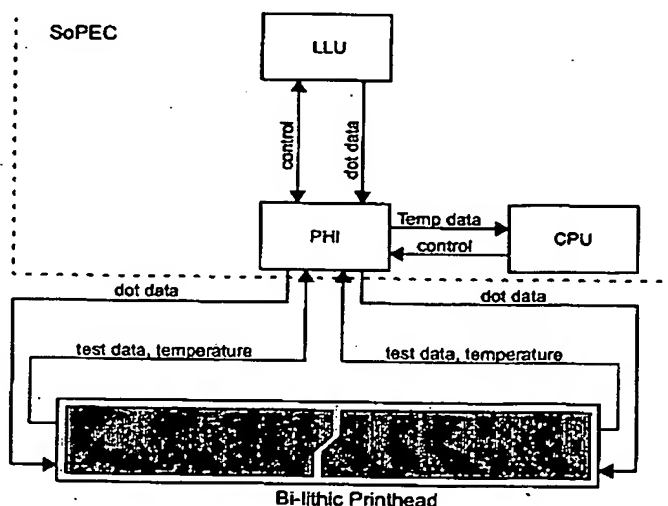 SoPEC
LLU
control
dot data
PHI
Temp data
control
CPU
dot data
dot data
test data, temperature
test data, temperature
Bi-lithic Printhead